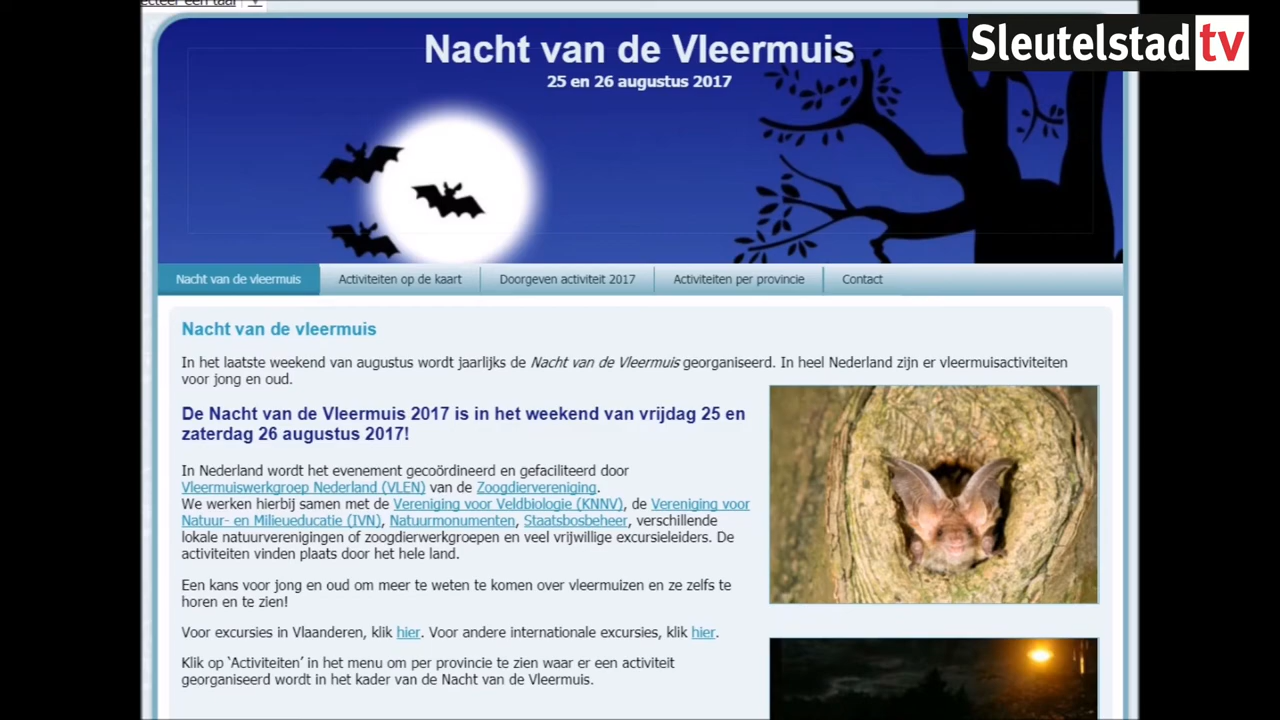 Sleutelstad tv
Nacht van de Vleermuis
25 en 26 augustus 2017
Nacht van de vleermuis Activiteiten op de kaart Doorgeven activiteit 2017 Activiteiten per provincie Contact
Nacht van de vleermuis
In het laatste weekend van augustus wordt jaarlijks de Nacht van de Vleermuis georganiseerd. In heel Nederland zijn er vleermuisactiviteiten
voor jong en oud.
De Nacht van de Vleermuis 2017 is in het weekend van vrijdag 25 en
zaterdag 26 augustus 2017!
In Nederland wordt het evenement gecoördineerd en gefaciliteerd door
Vleermuiswerkgroep Nederland (VLEN) van de Zoogdiervereniging.
We werken hierbij samen met de Vereniging voor Veldbiologie (KNNV), de Vereniging voor
Natuur- en Milieueducatie (IVN), Natuurmonumenten, Staatsbosbeheer, verschillende
lokale natuurverenigingen of zoogdierwerkgroepen en veel vrijwillige excursieleiders. De
activiteiten vinden plaats door het hele land.
Een kans voor jong en oud om meer te weten te komen over vleermuizen en ze zelfs te
horen en te zien!
Voor excursies in Vlaanderen, klik hier. Voor andere internationale excursies, klik hier.
Klik op ‘Activiteiten’ in het menu om per provincie te zien waar er een activiteit
georganiseerd wordt in het kader van de Nacht van de Vleermuis.